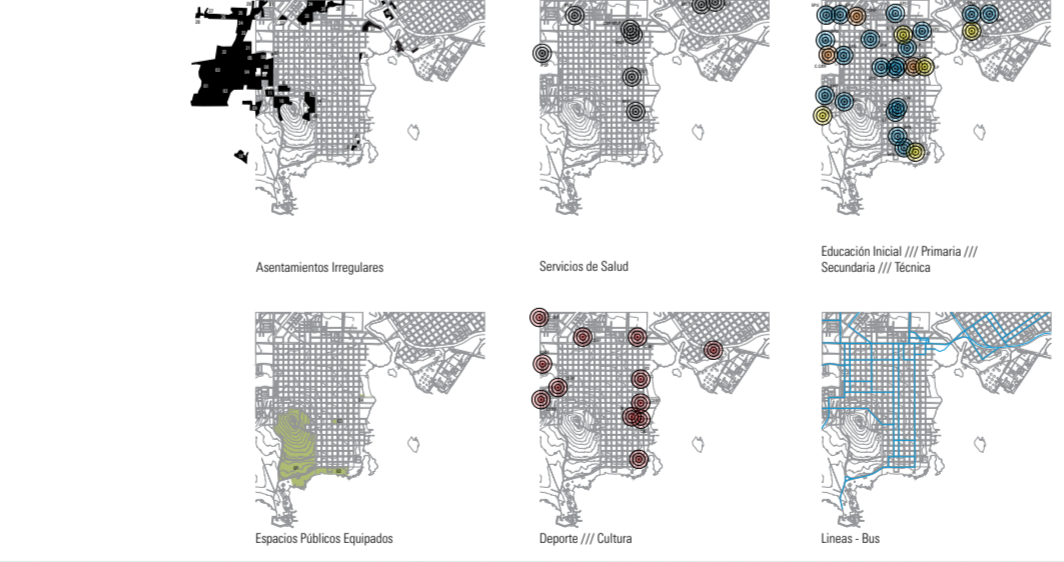 Asentamientos Irregulares
Servicios de Salud
Educación Inicial /// Primaria ///
Secundaria /// Técnica
Espacios Públicos Equipados
Deporte /// Cultura
Lineas - Bus